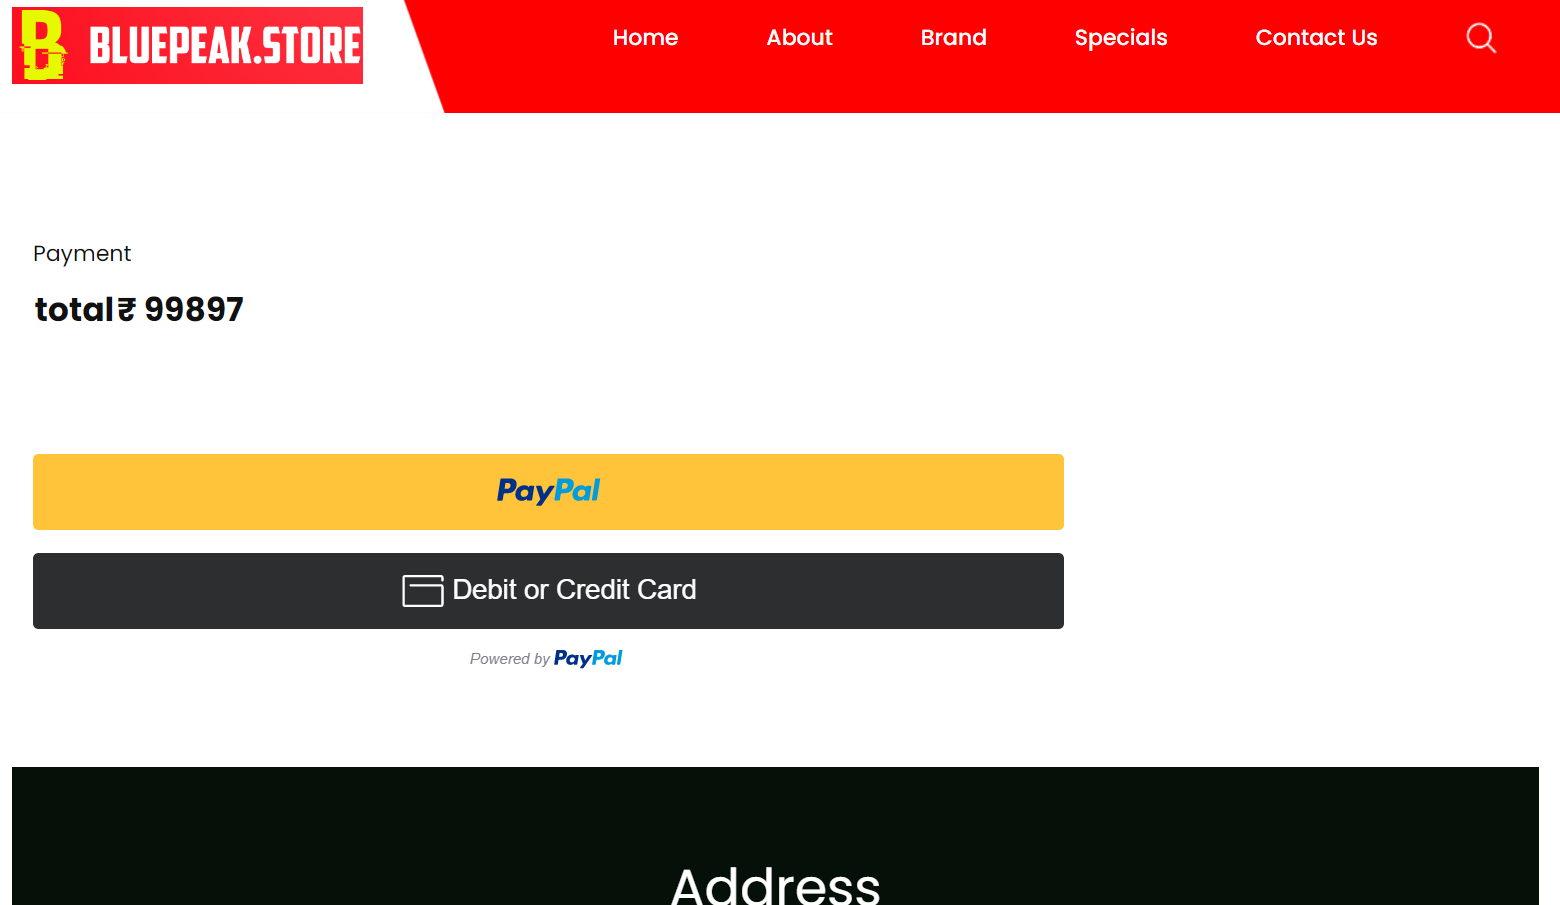 B BLUEPEAK.STORE
Home About Brand Specials Contact Us
Payment
total₹ 99897
PayPal
Debit or Credit Card
Powered by PayPal
Address